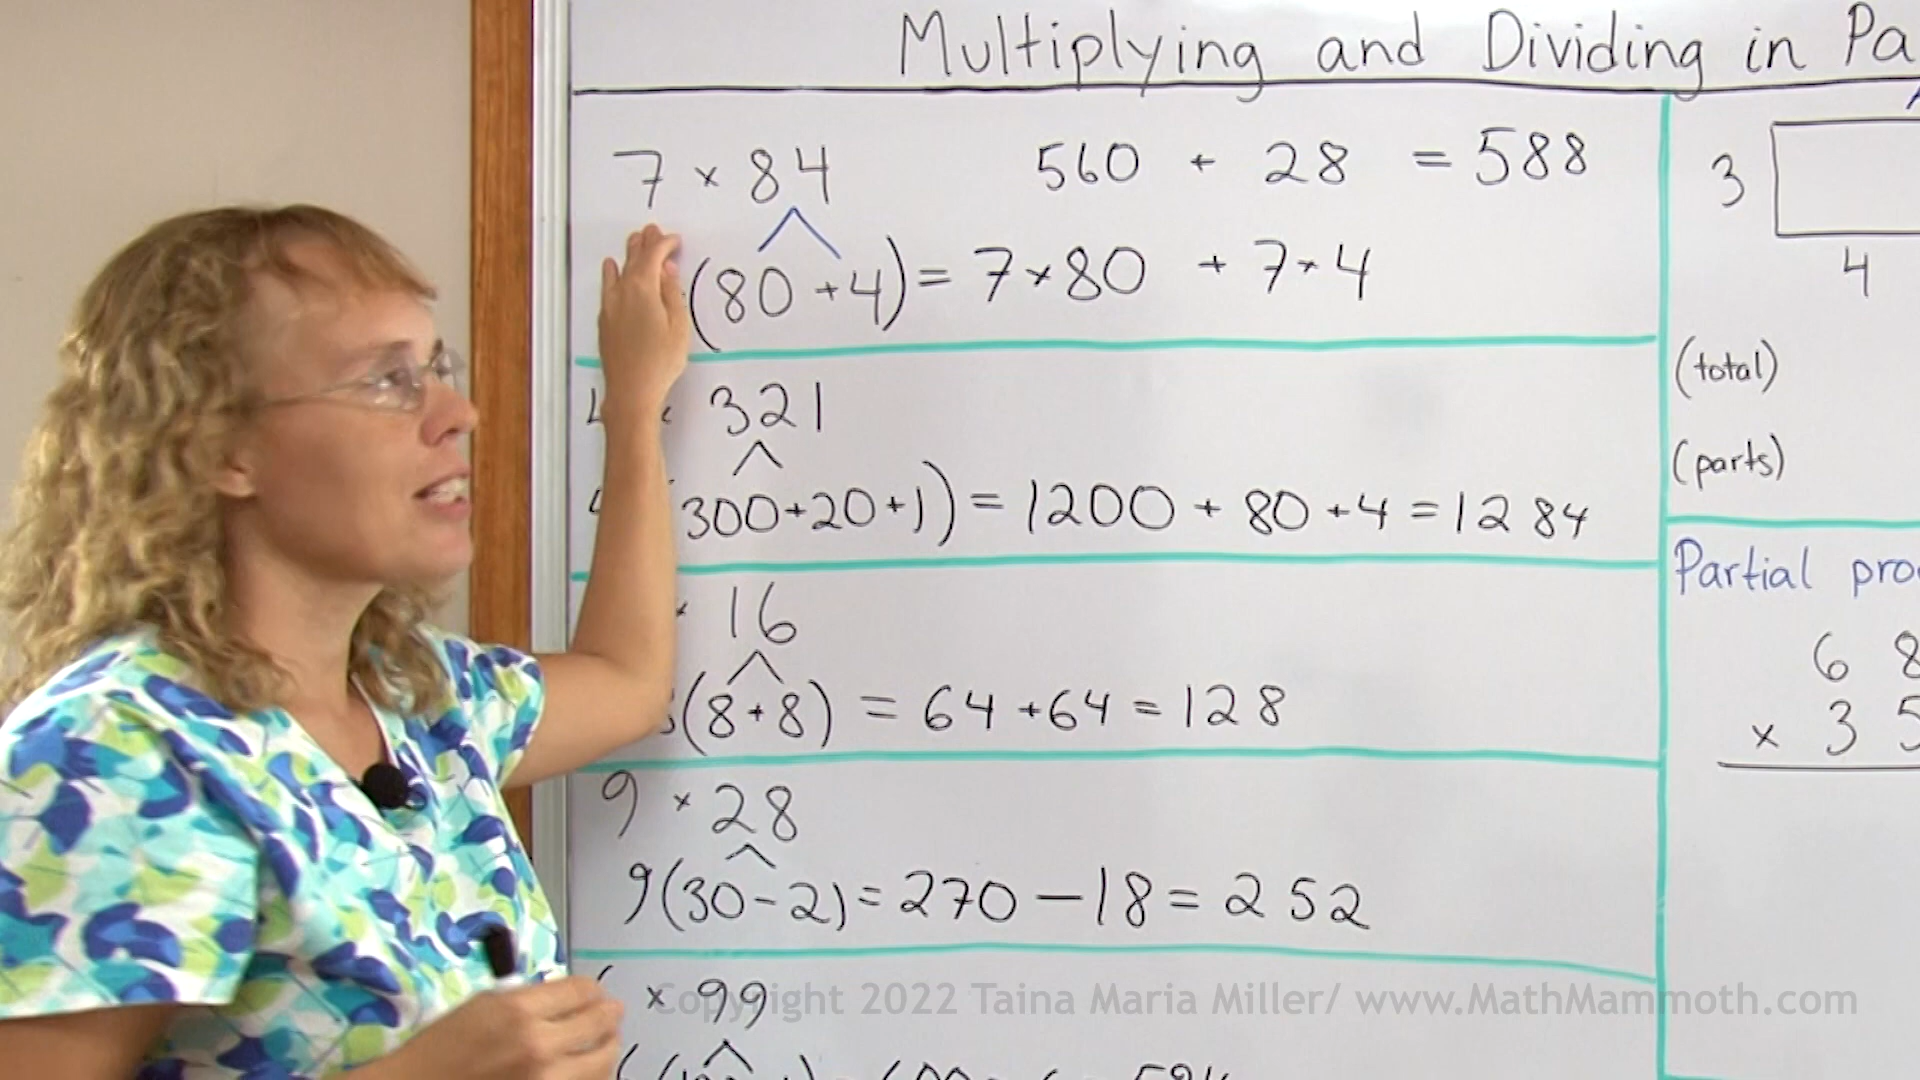 Multiplying and Dividing in Pa
7 × 84
560 + 28 = 588
(80 + 4) = 7 × 80 + 7 × 4
321
300 + 20 + 1) = 1200 + 80 + 4 = 1284
× 16
(8 + 8) = 64 + 64 = 128
9 × 28
9(30 - 2) = 270 - 18 = 252
× 99
3
4
(total)
(parts)
Partial pro
6 8
× 3 5
Copyright 2022 Taina Maria Miller/ www.MathMammoth.com